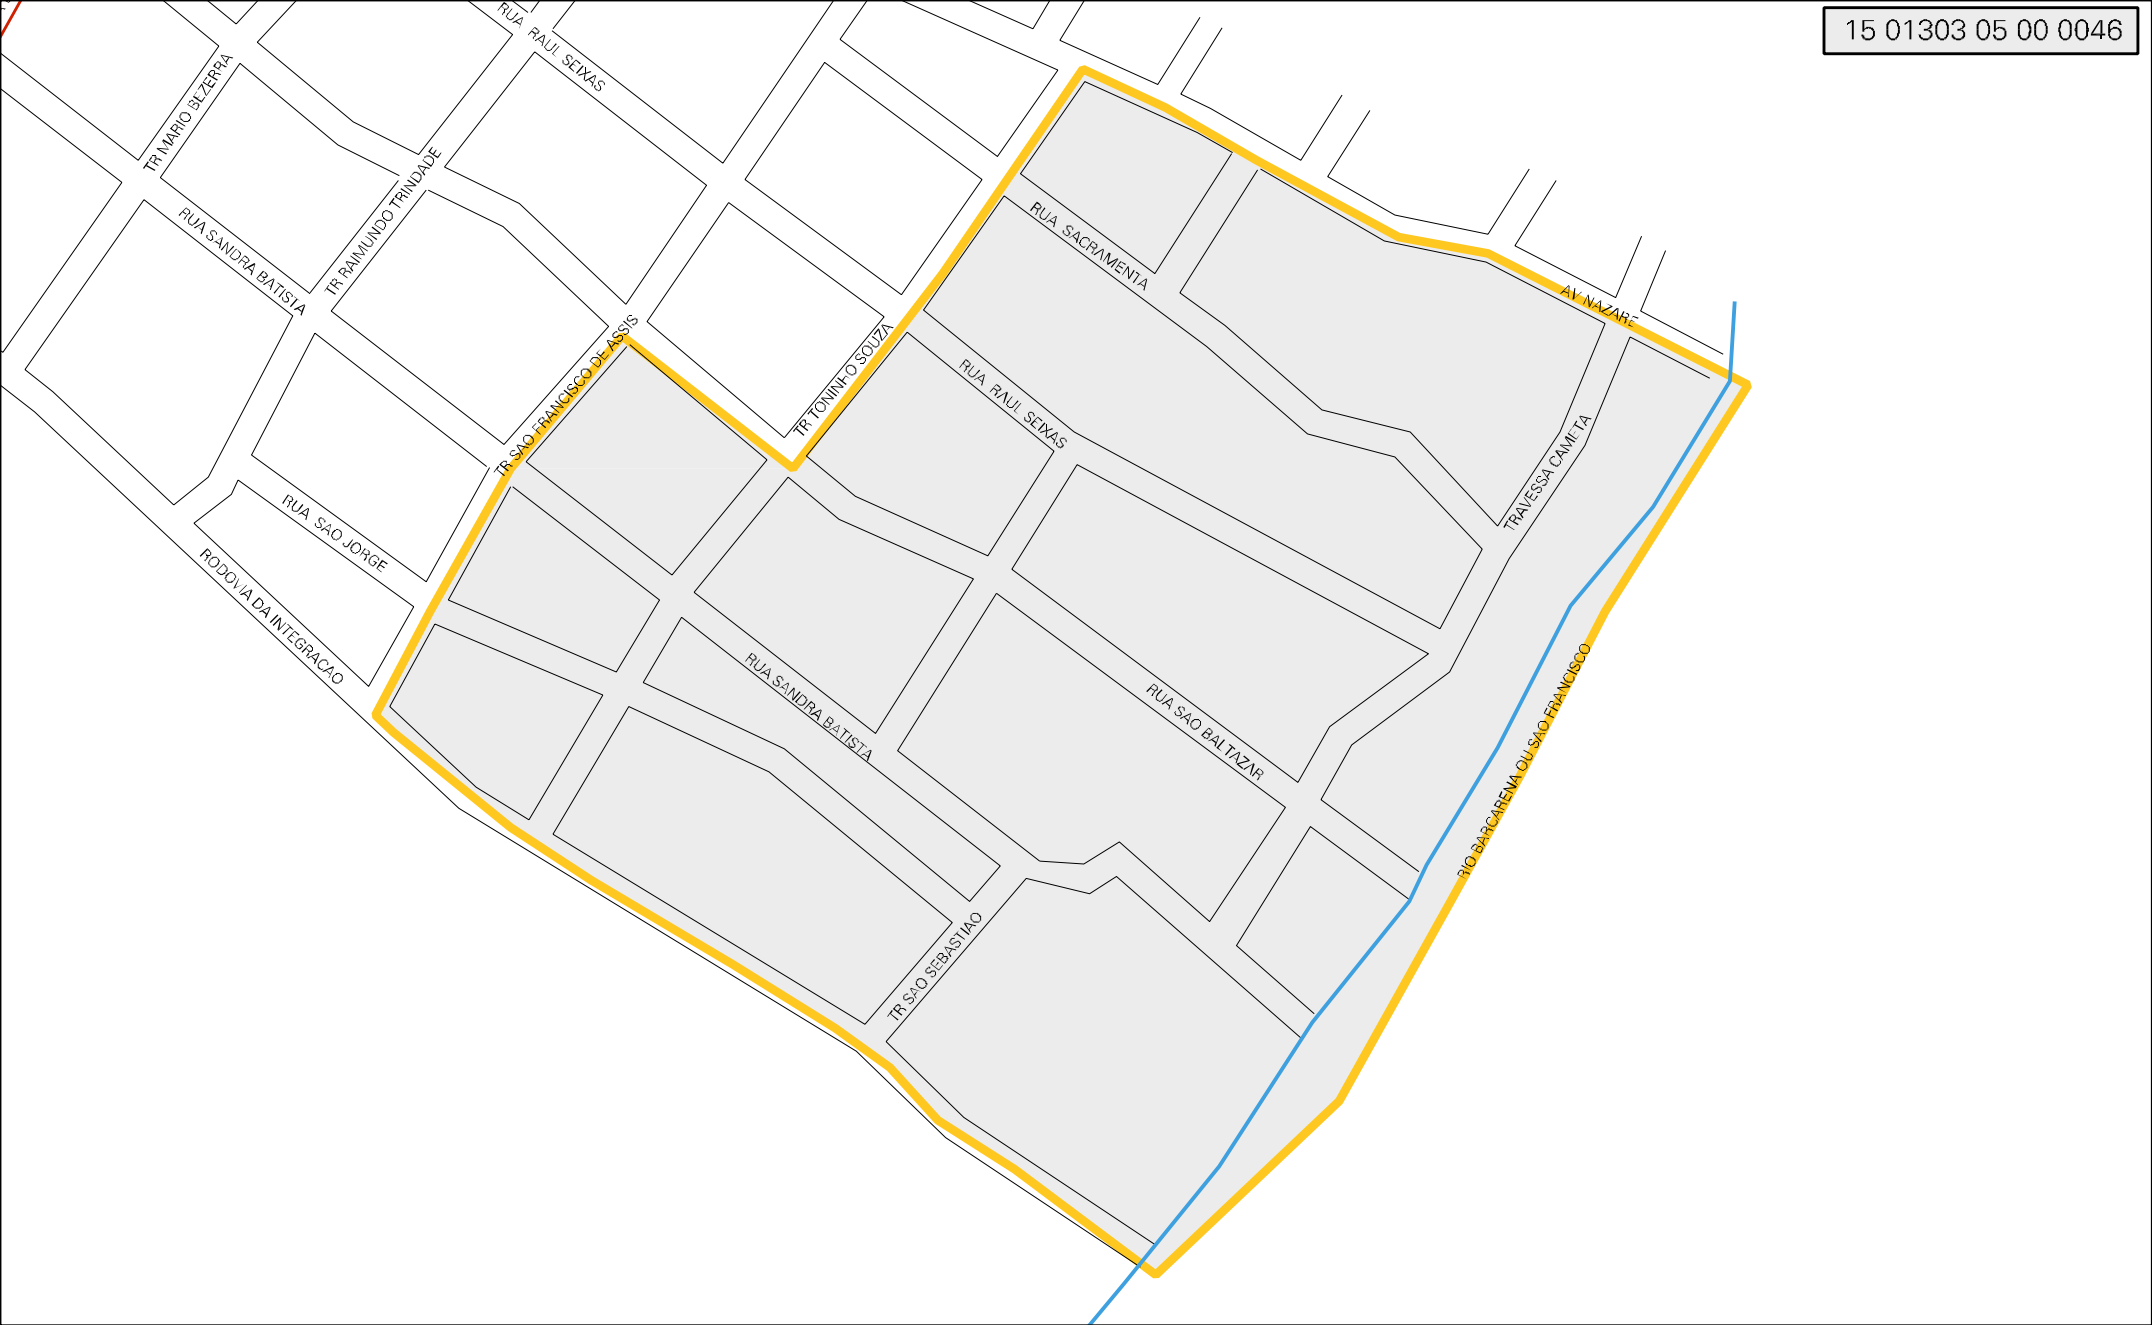 15 01303 05 00 0046
RUA RAUL SEIXAS
TR MARIO BEZERRA
TR RAIMUNDO TRINDADE
RUA SANDRA BATISTA
RUA SACRAMENTA
AV NAZARE
TR SAO FRANCISCO DE ASSIS
TR TONINHO SOUZA
RUA RAUL SEIXAS
TRAVESSA CAMETA
RUA SAO JORGE
RODOVIA DA INTEGRACAO
RUA SANDRA BATISTA
RUA SAO BALTAZAR
RIO BARCARENA OU SAO FRANCISCO
TR SAO SEBASTIAO